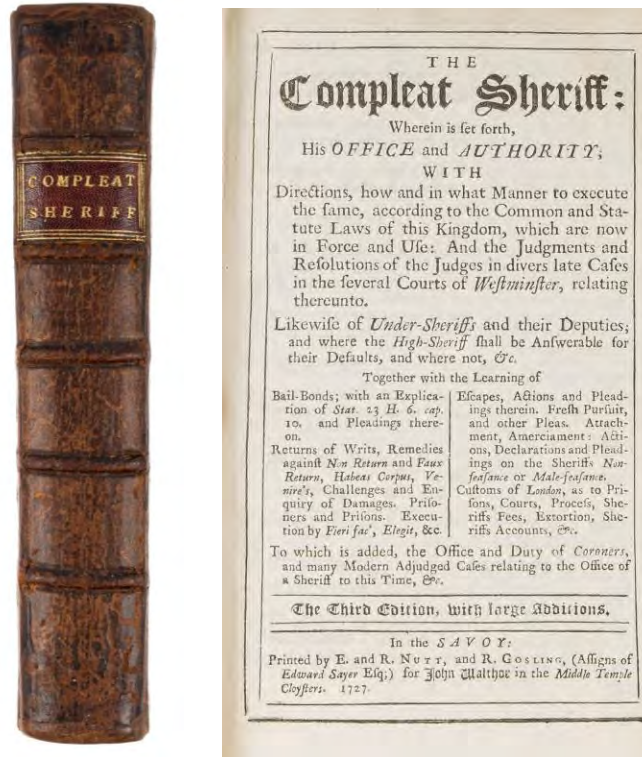 COMPLEAT
SHERIFF
THE
Compleat Sheriff:
Wherein is ſet forth,
His OFFICE and AUTHORITY;
WITH
Directions, how and in what Manner to execute
the ſame, according to the Common and Sta-
tute Laws of this Kingdom, which are now
in Force and Uſe: And the Judgments and
Reſolutions of the Judges in divers late Caſes
in the ſeveral Courts of Weſtminſter, relating
thereunto.
Likewiſe of Under-Sheriffs and their Deputies;
and where the High-Sheriff ſhall be Anſwerable for
their Defaults, and where not, &c.
Together with the Learning of
Bail-Bonds; with an Explica-
tion of Stat. 23 H. 6. cap.
10. and Pleadings there-
on.
Returns of Writs, Remedies
againſt Non Return and Faux
Return, Habeas Corpus, Ve-
nire's, Challenges and En-
quiry of Damages. Priſo-
ners and Priſons. Execu-
tion by Fieri fac', Elegit, &c.
Eſcapes, Actions and Plead-
ings therein. Freſh Purſuit,
and other Pleas. Attach-
ment, Amerciament: Acti-
ons, Declarations and Plead-
ings on the Sheriffs Non-
feaſance or Male-feaſance.
Cuſtoms of London, as to Pri-
ſons, Courts, Proceſs, She-
riffs Fees, Extortion, She-
riffs Accounts, &c.
To which is added, the Office and Duty of Coroners,
and many Modern Adjudged Caſes relating to the Office of
a Sheriff to this Time, &c.
The Third Edition, with large Additions.
In the SAVOY:
Printed by E. and R. NUTT, and R. GOSLING, (Aſſigns of
Edward Sayer Eſq;) for John Walthoe in the Middle Temple
Cloyſters. 1727.